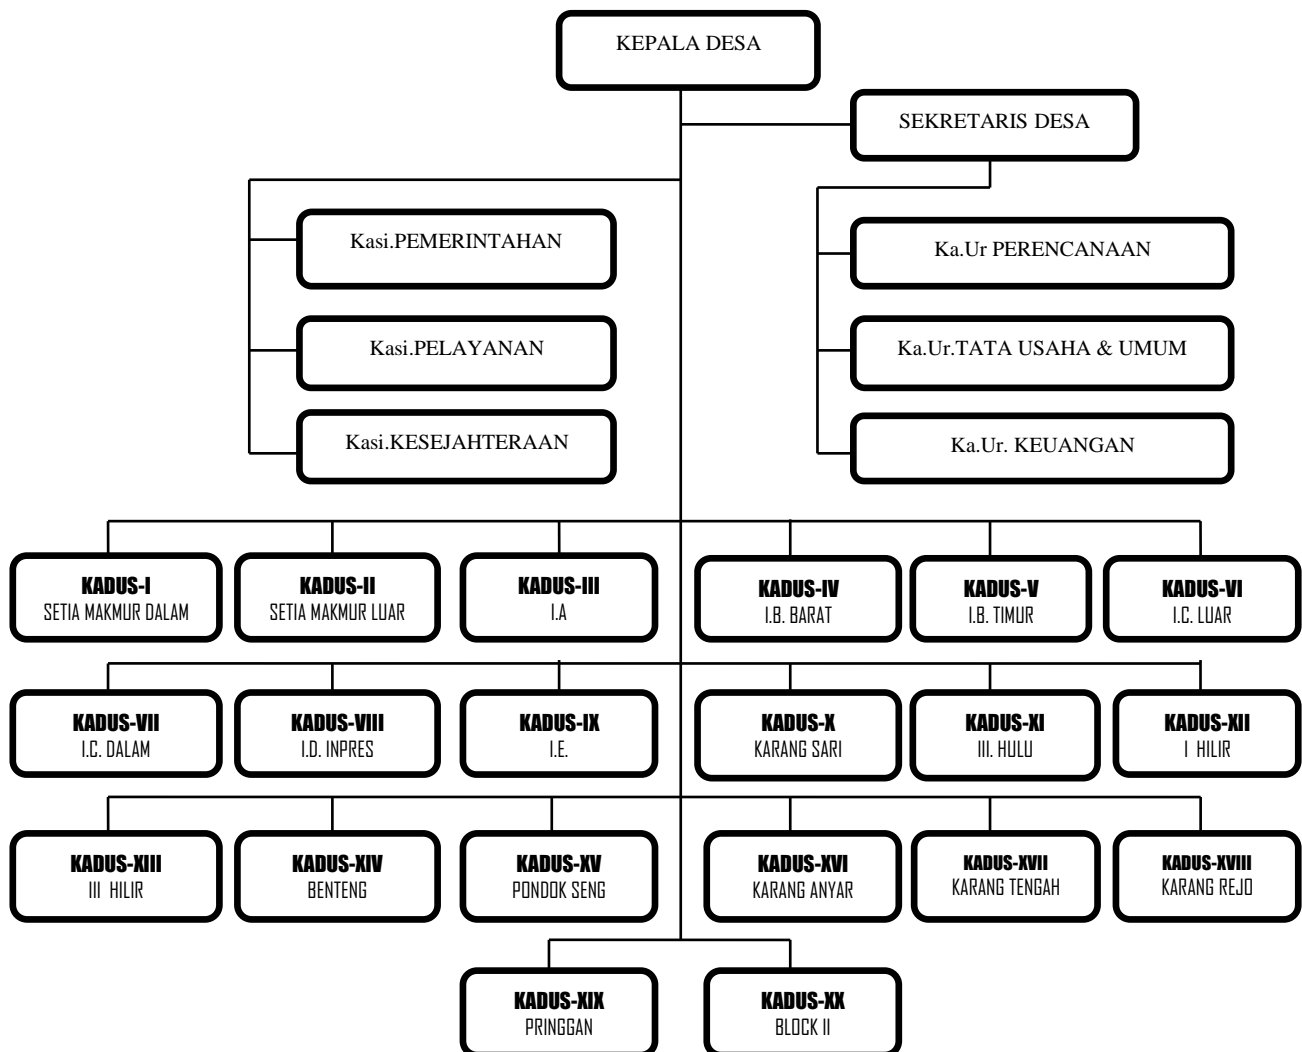 KEPALA DESA
SEKRETARIS DESA
Kasi.PEMERINTAHAN
Ka.Ur PERENCANAAN
Kasi.PELAYANAN
Ka.Ur.TATA USAHA & UMUM
Kasi.KESEJAHTERAAN
Ka.Ur. KEUANGAN
KADUS-I
SETIA MAKMUR DALAM
KADUS-II
SETIA MAKMUR LUAR
KADUS-III
I.A
KADUS-IV
I.B. BARAT
KADUS-V
I.B. TIMUR
KADUS-VI
I.C. LUAR
KADUS-VII
I.C. DALAM
KADUS-VIII
I.D. INPRES
KADUS-IX
I.E.
KADUS-X
KARANG SARI
KADUS-XI
III. HULU
KADUS-XII
I HILIR
KADUS-XIII
III HILIR
KADUS-XIV
BENTENG
KADUS-XV
PONDOK SENG
KADUS-XVI
KARANG ANYAR
KADUS-XVII
KARANG TENGAH
KADUS-XVIII
KARANG REJO
KADUS-XIX
PRINGGAN
KADUS-XX
BLOCK II